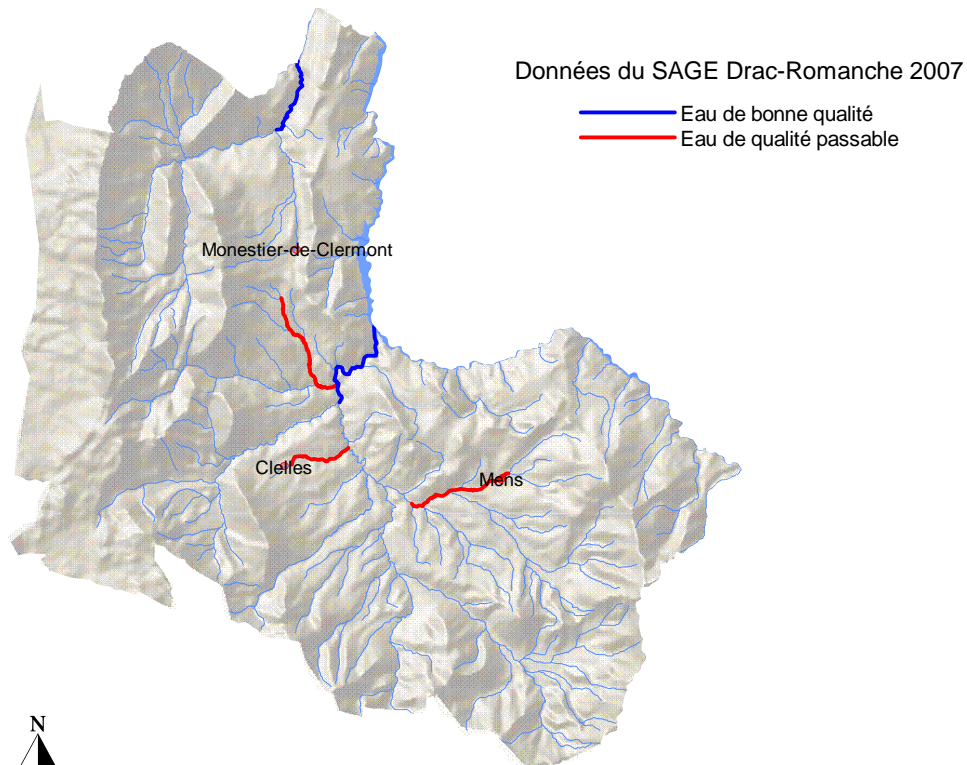 Données du SAGE Drac-Romanche 2007
Eau de bonne qualité
Eau de qualité passable
Monestier-de-Clermont
Clelles
Mens
N